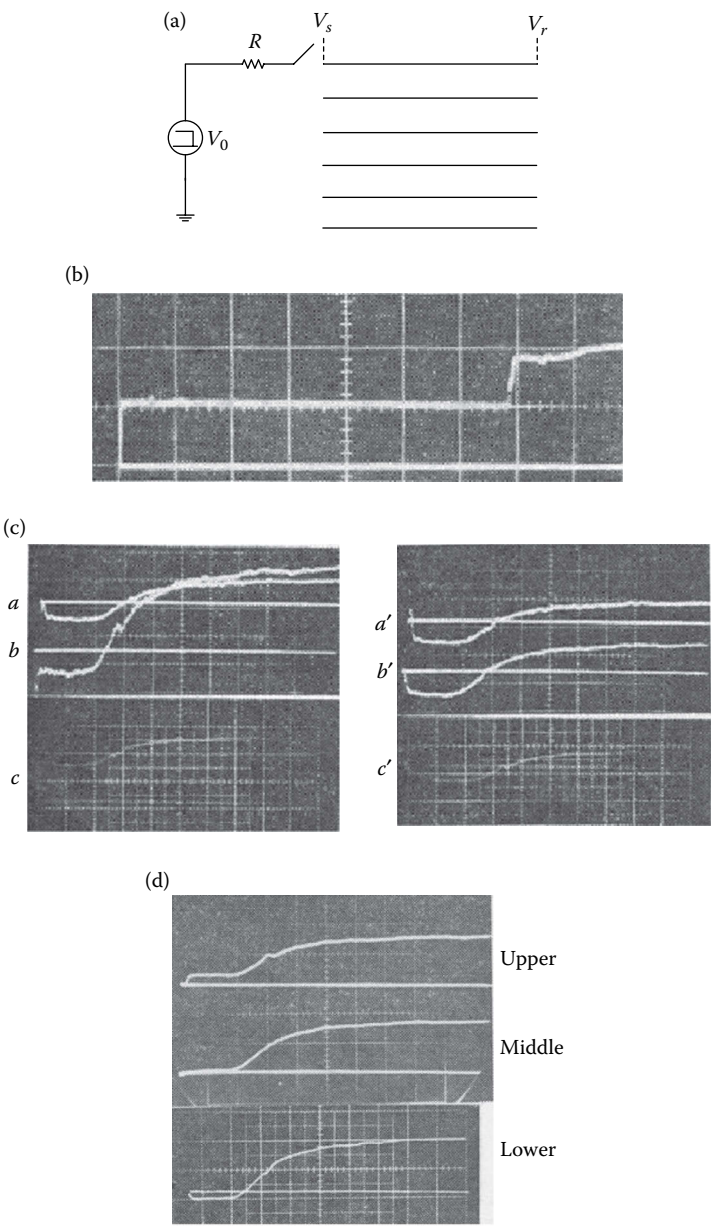 (a)
V_s
V_r
R
V_0
(b)
(c)
a
b
c
a′
b′
c′
(d)
Upper
Middle
Lower